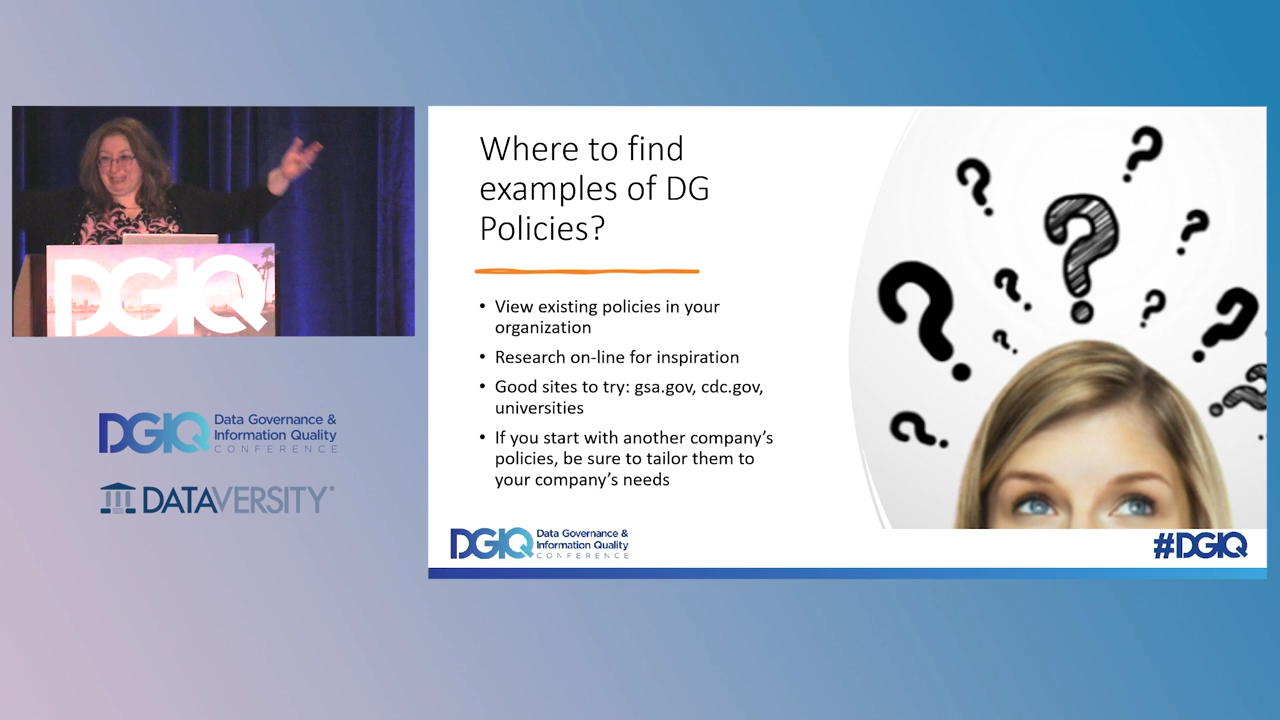 DGIQ
DGIQ Data Governance &
Information Quality
CONFERENCE
DATAVERSITY
Where to find
examples of DG
Policies?
• View existing policies in your
organization
• Research on-line for inspiration
• Good sites to try: gsa.gov, cdc.gov,
universities
• If you start with another company's
policies, be sure to tailor them to
your company's needs
DGIQ Data Governance &
Information Quality
CONFERENCE
#DGIQ